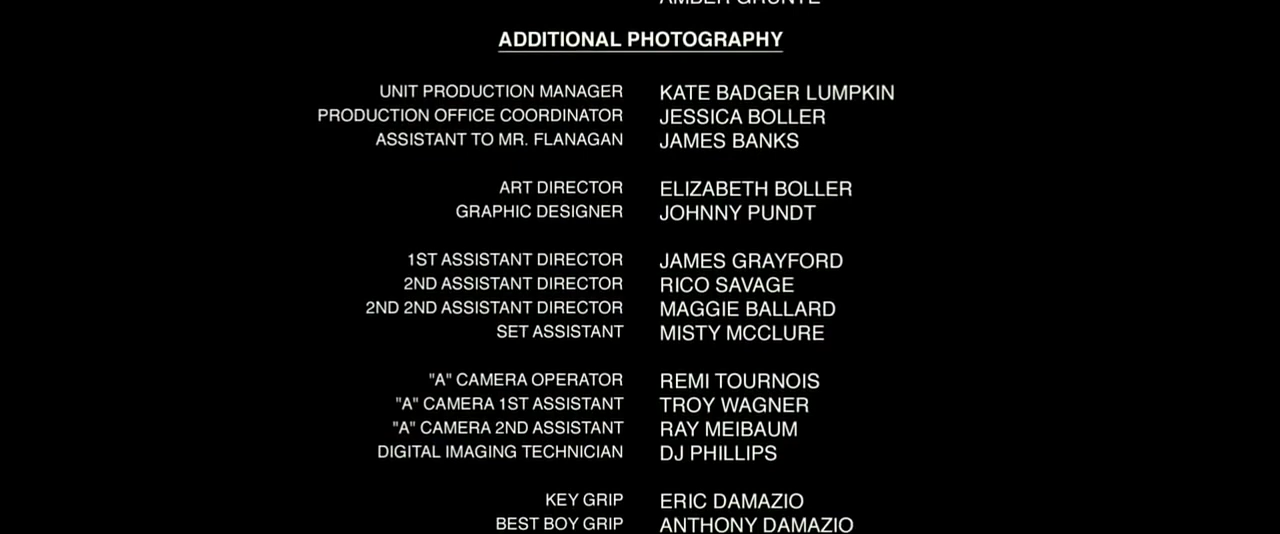 ADDITIONAL PHOTOGRAPHY
UNIT PRODUCTION MANAGER KATE BADGER LUMPKIN
PRODUCTION OFFICE COORDINATOR JESSICA BOLLER
ASSISTANT TO MR. FLANAGAN JAMES BANKS
ART DIRECTOR ELIZABETH BOLLER
GRAPHIC DESIGNER JOHNNY PUNDT
1ST ASSISTANT DIRECTOR JAMES GRAYFORD
2ND ASSISTANT DIRECTOR RICO SAVAGE
2ND 2ND ASSISTANT DIRECTOR MAGGIE BALLARD
SET ASSISTANT MISTY MCCLURE
"A" CAMERA OPERATOR REMI TOURNOIS
"A" CAMERA 1ST ASSISTANT TROY WAGNER
"A" CAMERA 2ND ASSISTANT RAY MEIBAUM
DIGITAL IMAGING TECHNICIAN DJ PHILLIPS
KEY GRIP ERIC DAMAZIO
BEST BOY GRIP ANTHONY DAMAZIO